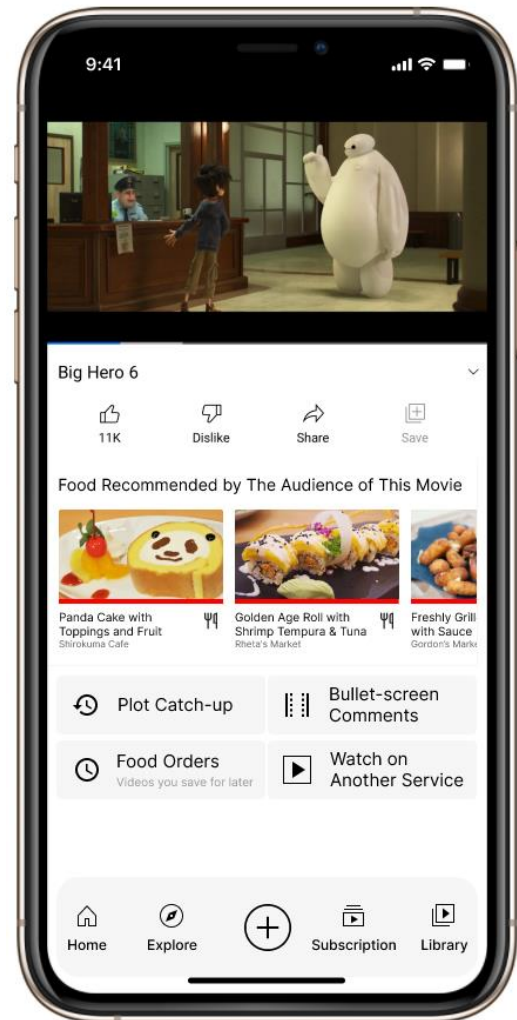 9:41
Big Hero 6
11K
Dislike
Share
Save
Food Recommended by The Audience of This Movie
Panda Cake with
Toppings and Fruit
Shirokuma Cafe
Golden Age Roll with
Shrimp Tempura & Tuna
Rheta's Market
Freshly Grill
with Sauce
Gordon's Marke
Plot Catch-up
Bullet-screen
Comments
Food Orders
Videos you save for later
Watch on
Another Service
Home
Explore
Subscription
Library